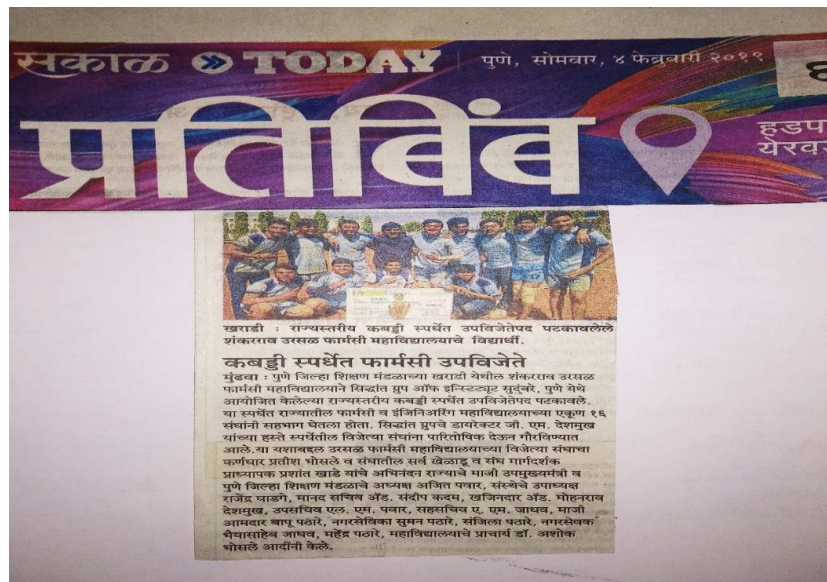 सकाळ » TODAY पुणे, सोमवार, ४ फेब्रुवारी २०१९
६
प्रतिबिंब
हडप
येरव
खराडी : राज्यस्तरीय कबड्डी स्पर्धेत उपविजेतेपद पटकावलेले
शंकरराव उरसळ फार्मसी महाविद्यालयाचे विद्यार्थी.
कबड्डी स्पर्धेत फार्मसी उपविजेते
मुंढवा : पुणे जिल्हा शिक्षण मंडळाच्या खराडी येथील शंकरराव उरसळ
फार्मसी महाविद्यालयाने सिद्धांत ग्रुप ऑफ इन्स्टिट्यूट सुदुंबरे, पुणे येथे
आयोजित केलेल्या राज्यस्तरीय कबड्डी स्पर्धेत उपविजेतेपद पटकावले.
या स्पर्धेत राज्यातील फार्मसी व इंजिनिअरिंग महाविद्यालयाच्या एकूण १६
संघांनी सहभाग घेतला होता. सिद्धांत ग्रुपचे डायरेक्टर जी. एम. देशमुख
यांच्या हस्ते स्पर्धेतील विजेत्या संघांना पारितोषिक देऊन गौरविण्यात
आले.या यशाबद्दल उरसळ फार्मसी महाविद्यालयाच्या विजेत्या संघाचा
कर्णधार प्रतीश भोसले व संघातील सर्व खेळाडू व संघ मार्गदर्शक
प्राध्यापक प्रशांत खाडे यांचे अभिनंदन राज्याचे माजी उपमुख्यमंत्री व
पुणे जिल्हा शिक्षण मंडळाचे अध्यक्ष अजित पवार, संस्थेचे उपाध्यक्ष
राजेंद्र घाडगे, मानद सचिव अॅड. संदीप कदम, खजिनदार अॅड. मोहनराव
देशमुख, उपसचिव एल. एम. पवार, सहसचिव ए. एम. जाधव, माजी
आमदार बापू पठारे, नगरसेविका सुमन पठारे, संजिला पठारे, नगरसेवक
भैयासाहेब जाधव, महेंद्र पठारे, महाविद्यालयाचे प्राचार्य डॉ. अशोक
भोसले आदींनी केले.